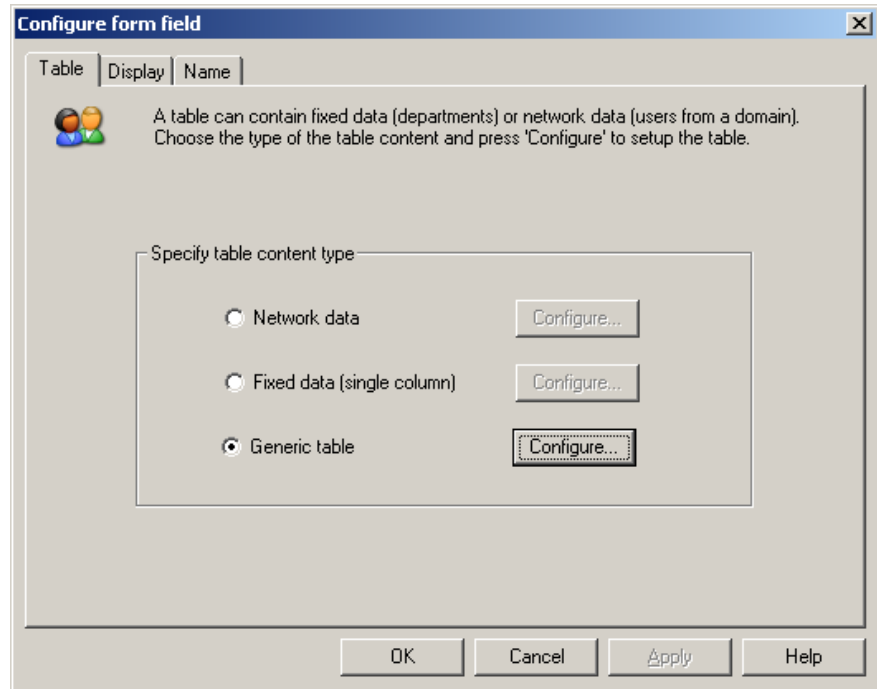 Configure form field
Table Display Name
A table can contain fixed data (departments) or network data (users from a domain).
Choose the type of the table content and press 'Configure' to setup the table.
Specify table content type
Network data Configure...
Fixed data (single column) Configure...
Generic table Configure...
OK Cancel Apply Help